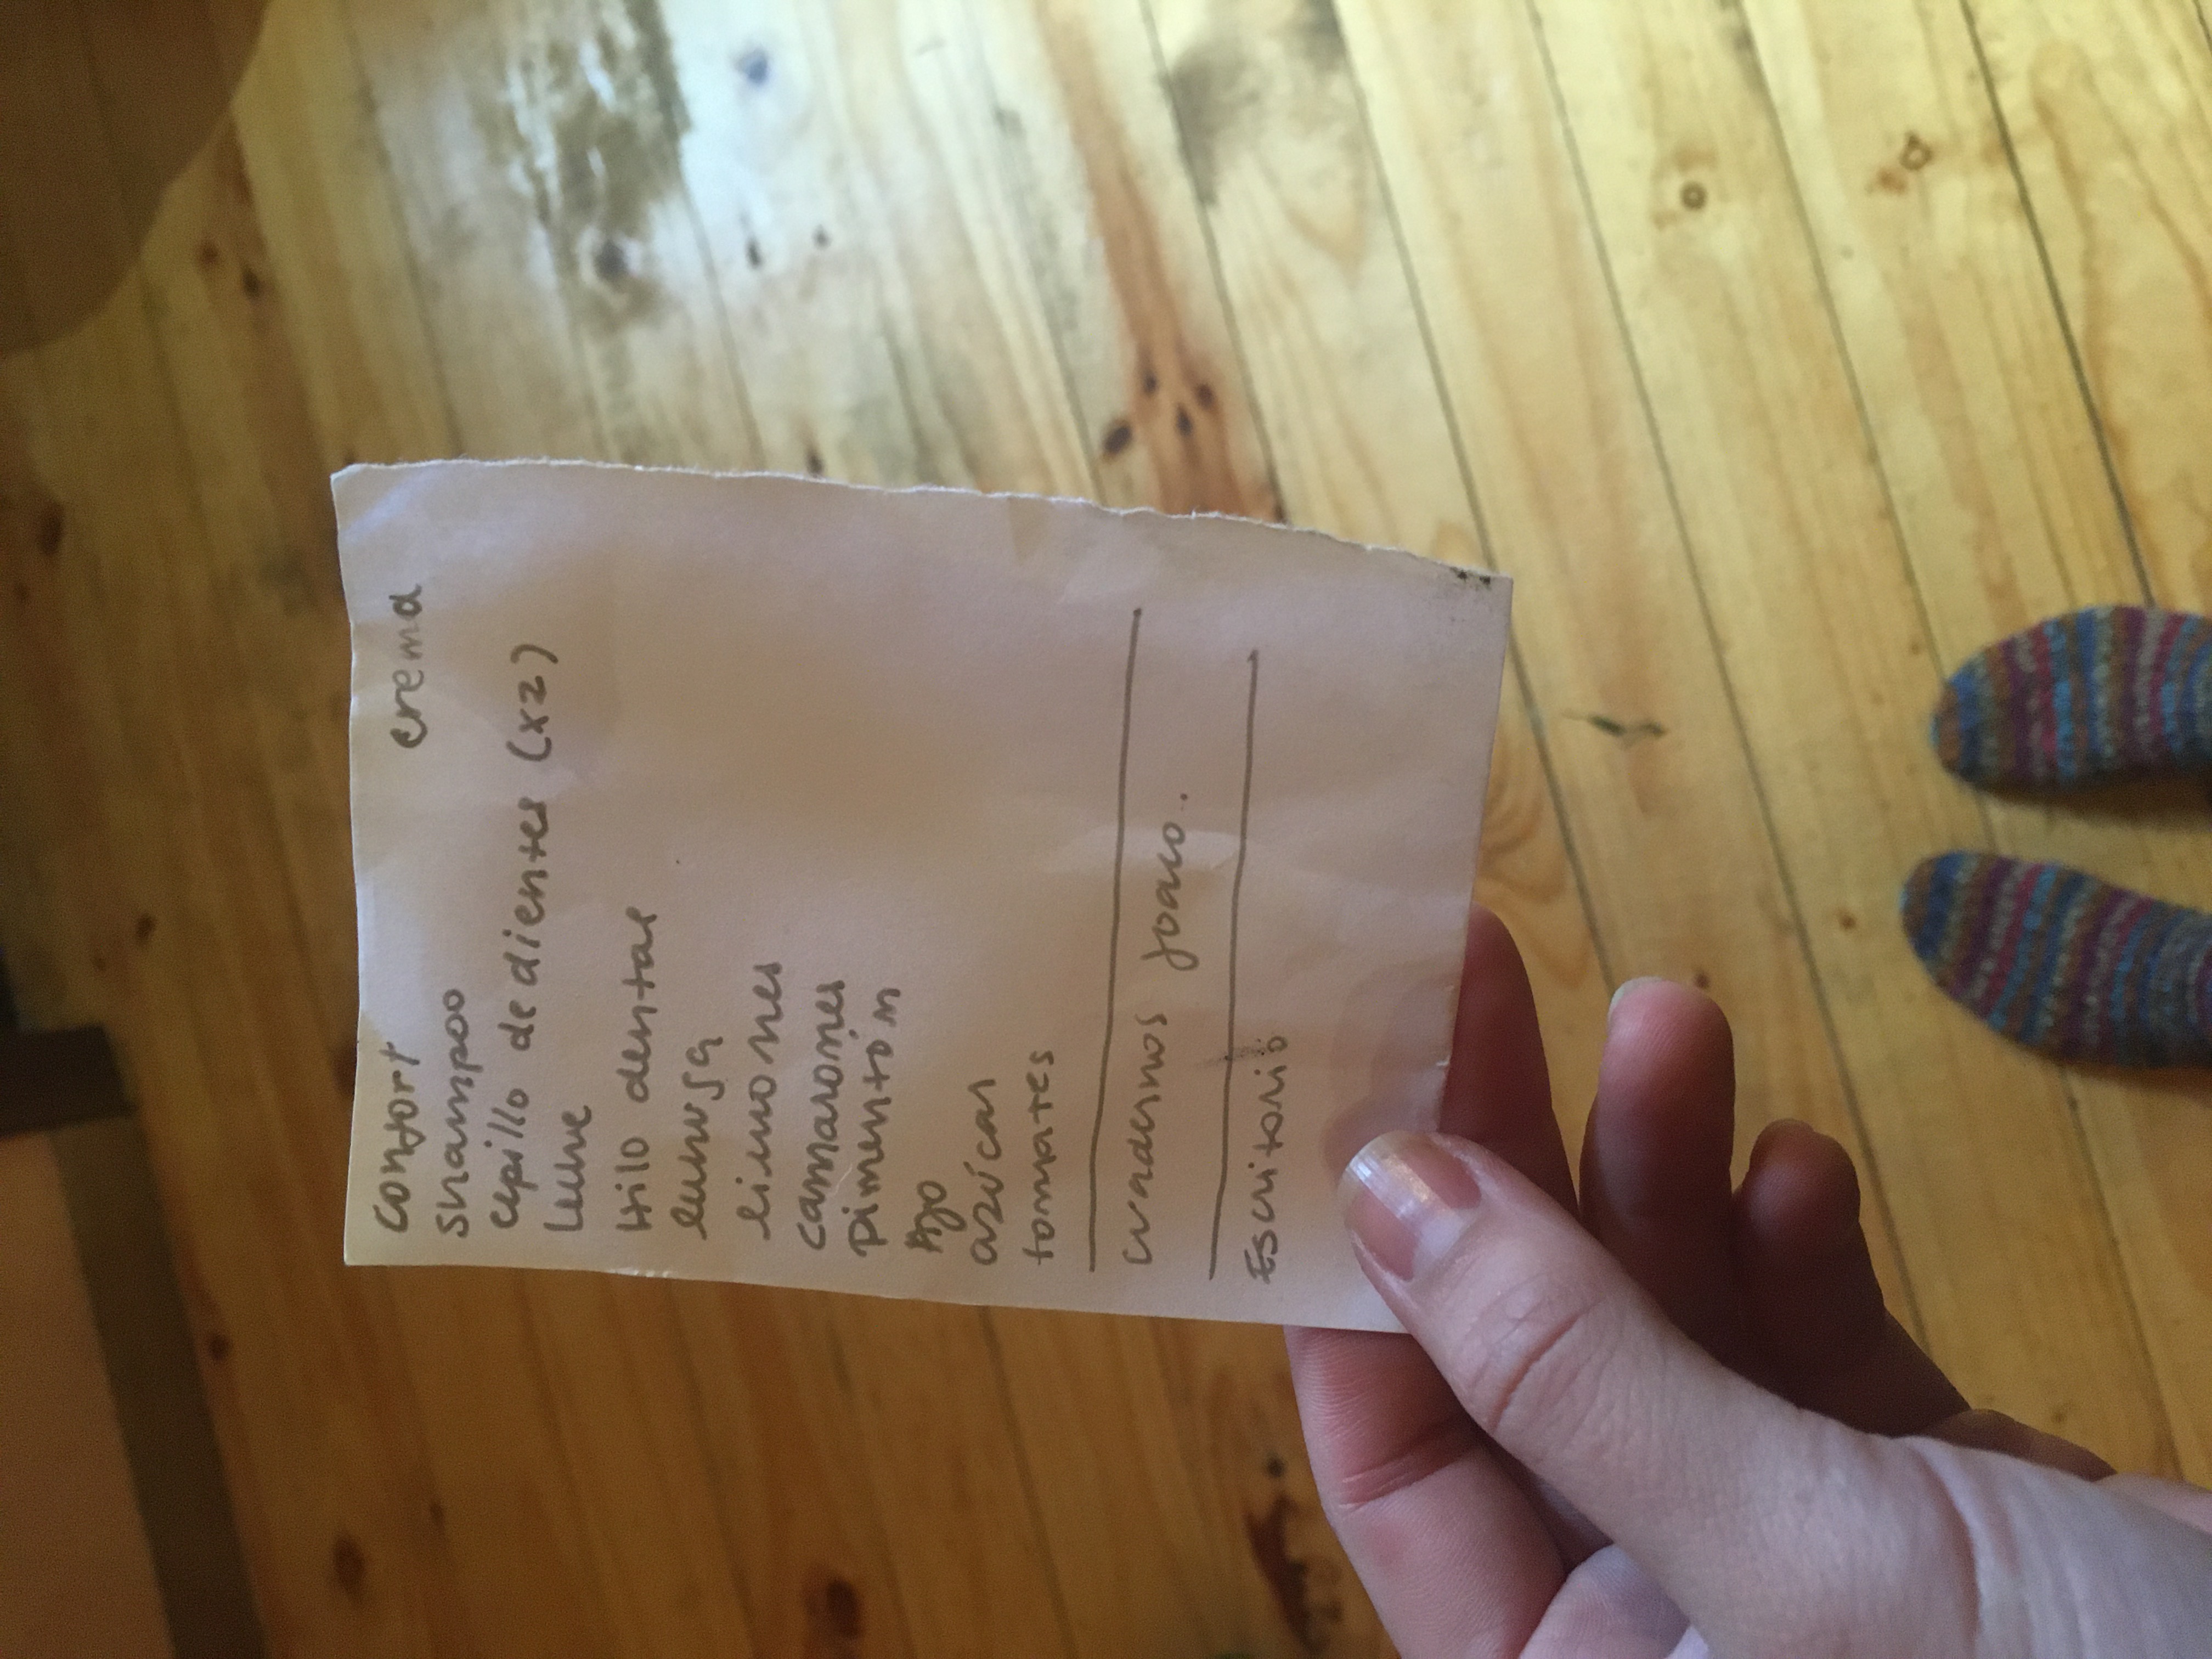 confort crema
shampoo
cepillo de dientes (x2)
Leche
Hilo dental
lechuga
limones
camarones
pimentón
Ajo
azúcar
tomates
cuadernos Joaco.
Escritorio